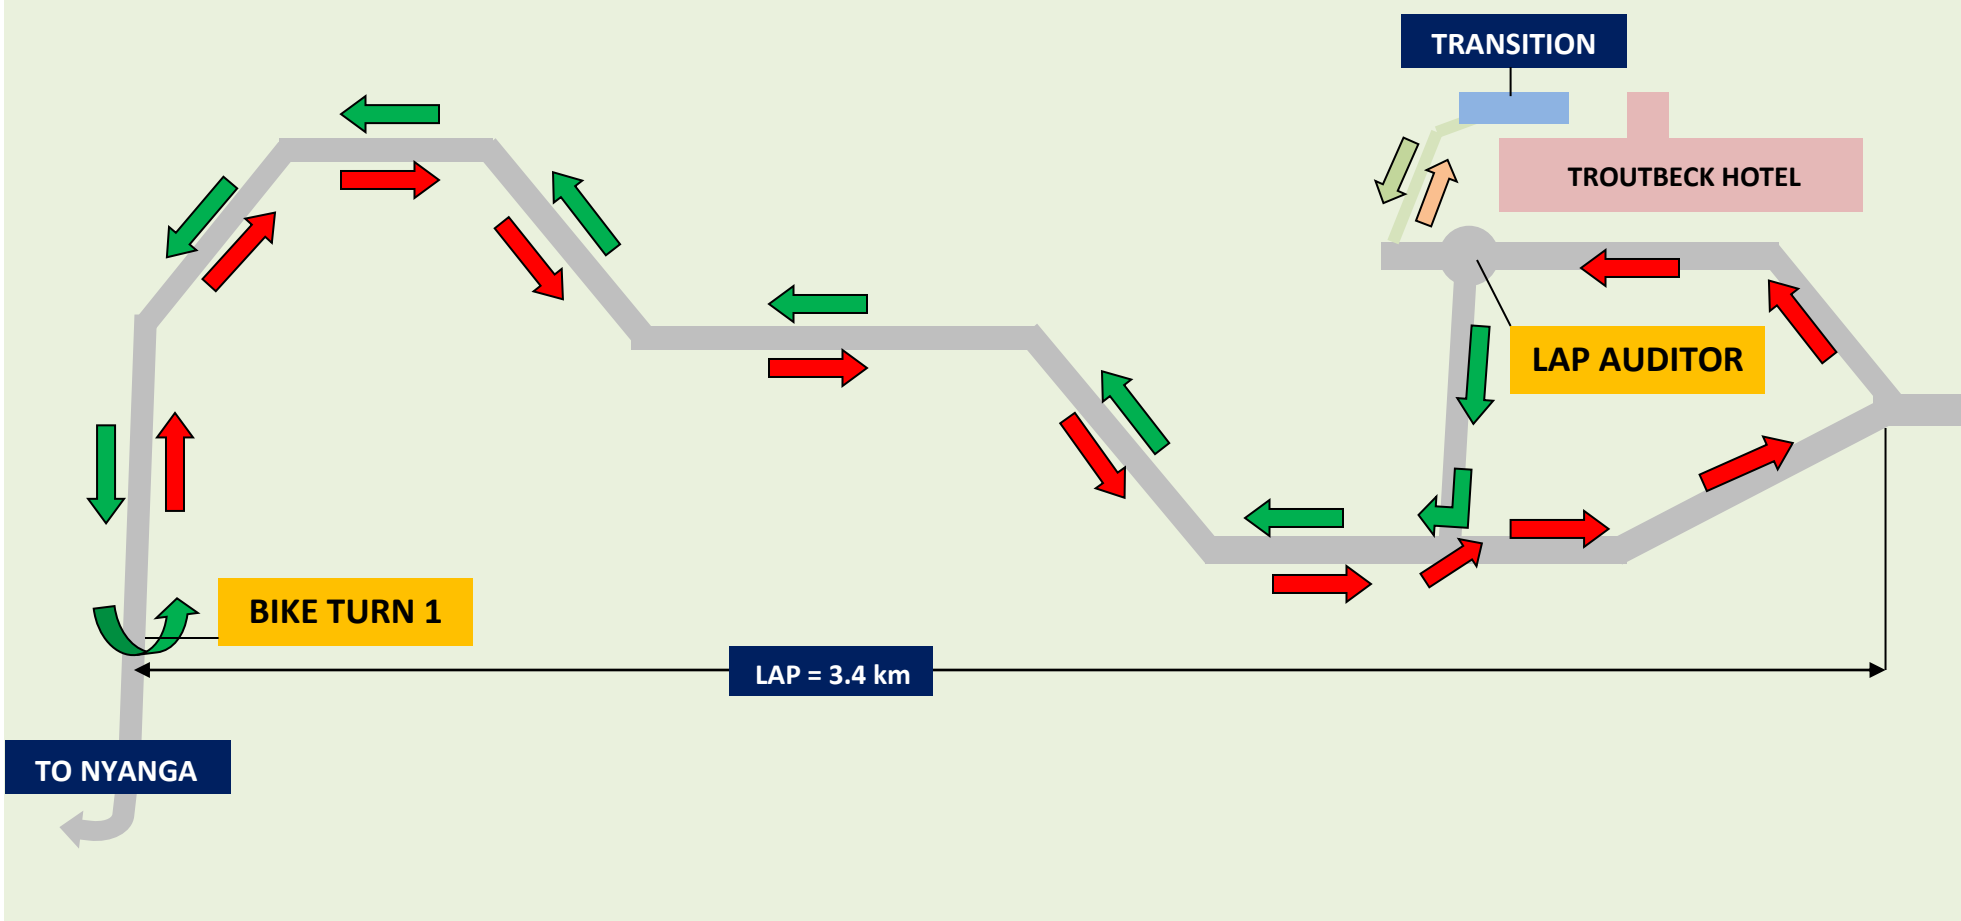 TRANSITION
TROUTBECK HOTEL
LAP AUDITOR
BIKE TURN 1
LAP = 3.4 km
TO NYANGA